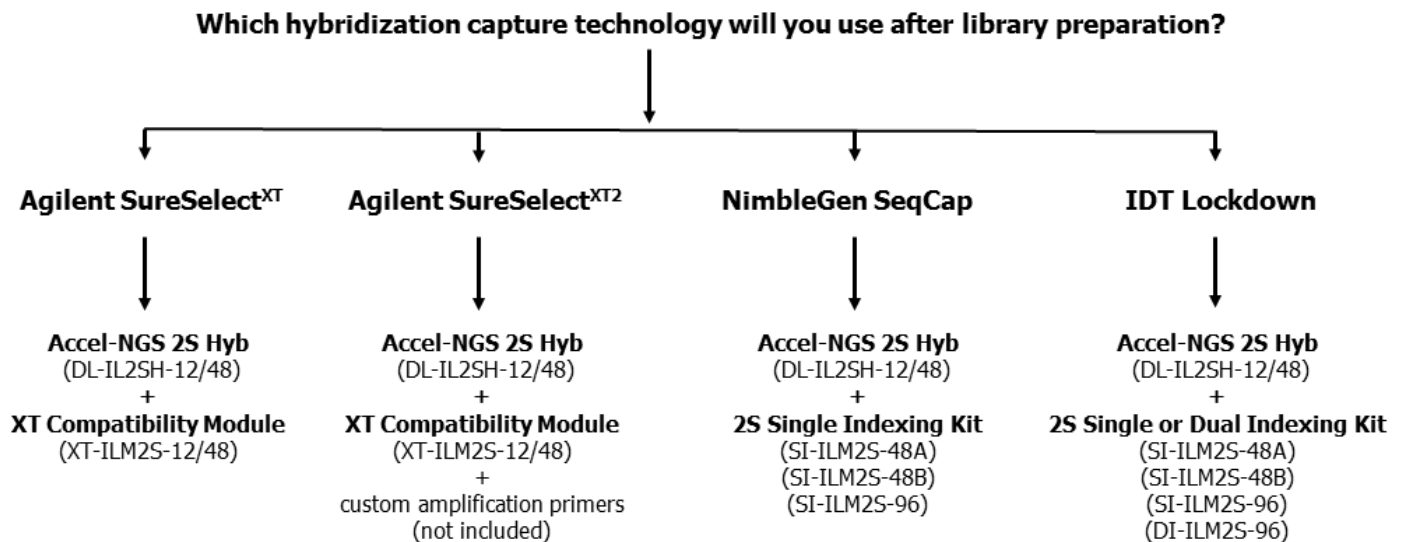 Which hybridization capture technology will you use after library preparation?
Agilent SureSelectXT
Agilent SureSelectXT2
NimbleGen SeqCap
IDT Lockdown
Accel-NGS 2S Hyb
(DL-IL2SH-12/48)
+
XT Compatibility Module
(XT-ILM2S-12/48)
Accel-NGS 2S Hyb
(DL-IL2SH-12/48)
+
XT Compatibility Module
(XT-ILM2S-12/48)
+
custom amplification primers
(not included)
Accel-NGS 2S Hyb
(DL-IL2SH-12/48)
+
2S Single Indexing Kit
(SI-ILM2S-48A)
(SI-ILM2S-48B)
(SI-ILM2S-96)
Accel-NGS 2S Hyb
(DL-IL2SH-12/48)
+
2S Single or Dual Indexing Kit
(SI-ILM2S-48A)
(SI-ILM2S-48B)
(SI-ILM2S-96)
(DI-ILM2S-96)